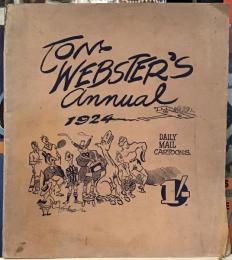 Tom
WEBSTER'S
Annual
1924
DAILY
MAIL
CARTOONS.
1/-